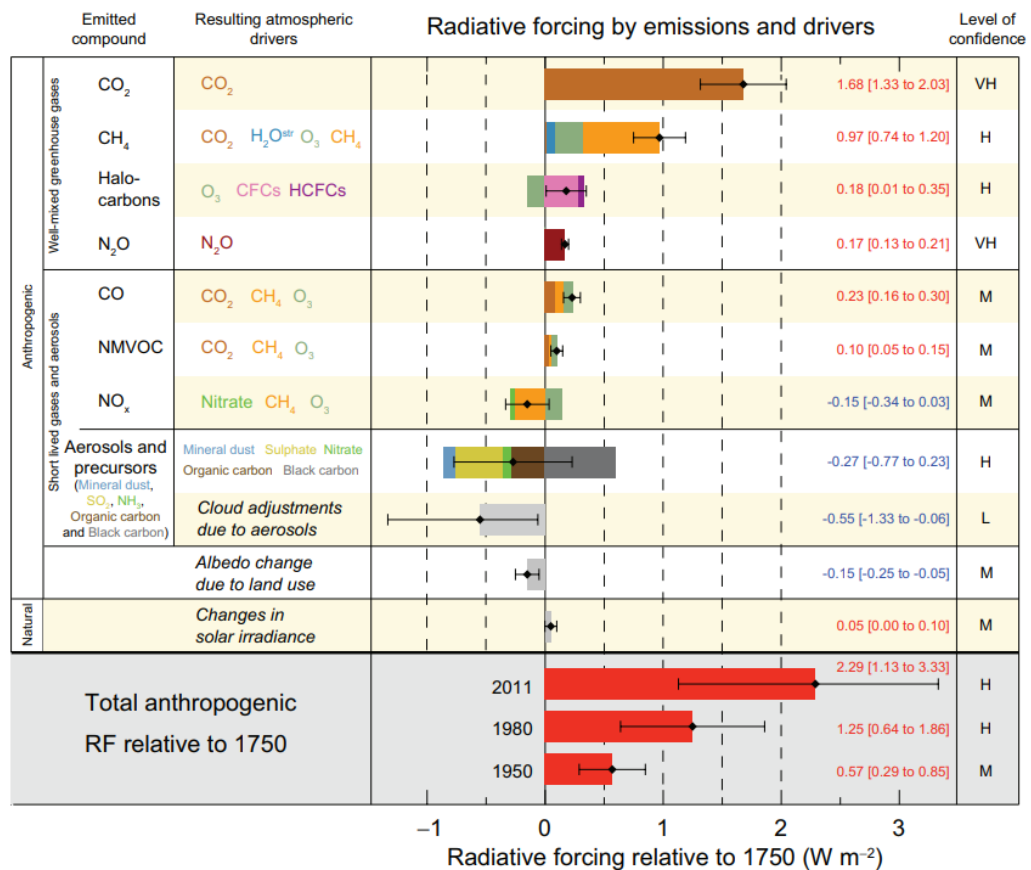 Emitted compound
Resulting atmospheric drivers
Radiative forcing by emissions and drivers
Level of confidence
Anthropogenic
Well-mixed greenhouse gases
CO₂
CO₂
1.68 [1.33 to 2.03]
VH
CH₄
CO₂ H₂Oˢᵗʳ O₃ CH₄
0.97 [0.74 to 1.20]
H
Halo-
carbons
O₃ CFCs HCFCs
0.18 [0.01 to 0.35]
H
N₂O
N₂O
0.17 [0.13 to 0.21]
VH
Short lived gases and aerosols
CO
CO₂ CH₄ O₃
0.23 [0.16 to 0.30]
M
NMVOC
CO₂ CH₄ O₃
0.10 [0.05 to 0.15]
M
NOₓ
Nitrate CH₄ O₃
-0.15 [-0.34 to 0.03]
M
Aerosols and
precursors
(Mineral dust,
SO₂, NH₃,
Organic carbon
and Black carbon)
Mineral dust Sulphate Nitrate
Organic carbon Black carbon
-0.27 [-0.77 to 0.23]
H
Cloud adjustments
due to aerosols
-0.55 [-1.33 to -0.06]
L
Albedo change
due to land use
-0.15 [-0.25 to -0.05]
M
Natural
Changes in
solar irradiance
0.05 [0.00 to 0.10]
M
Total anthropogenic
RF relative to 1750
2011
2.29 [1.13 to 3.33]
H
1980
1.25 [0.64 to 1.86]
H
1950
0.57 [0.29 to 0.85]
M
−1 0 1 2 3
Radiative forcing relative to 1750 (W m⁻²)